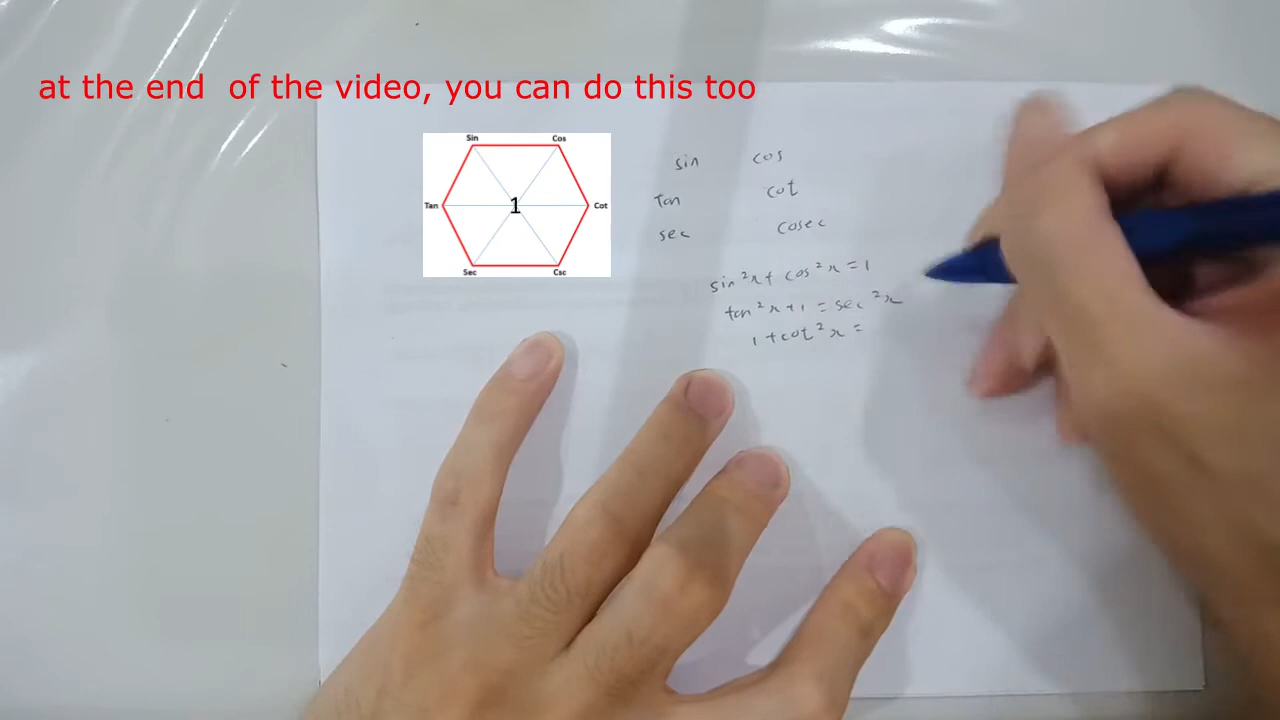 at the end of the video, you can do this too
Sin Cos
Tan 1 Cot
Sec Csc
sin cos
Tan cot
sec cosec
sin²x + cos²x = 1
tan²x + 1 = sec²x
1 + cot²x =